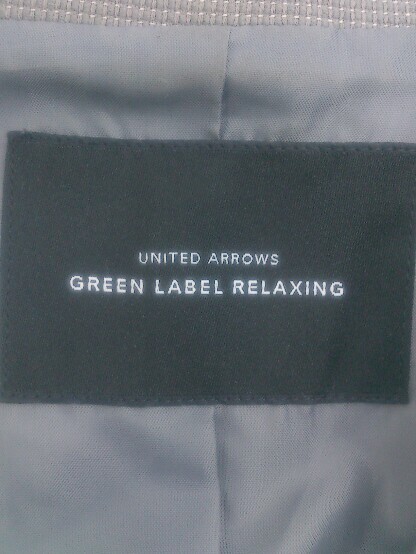 UNITED ARROWS
GREEN LABEL RELAXING